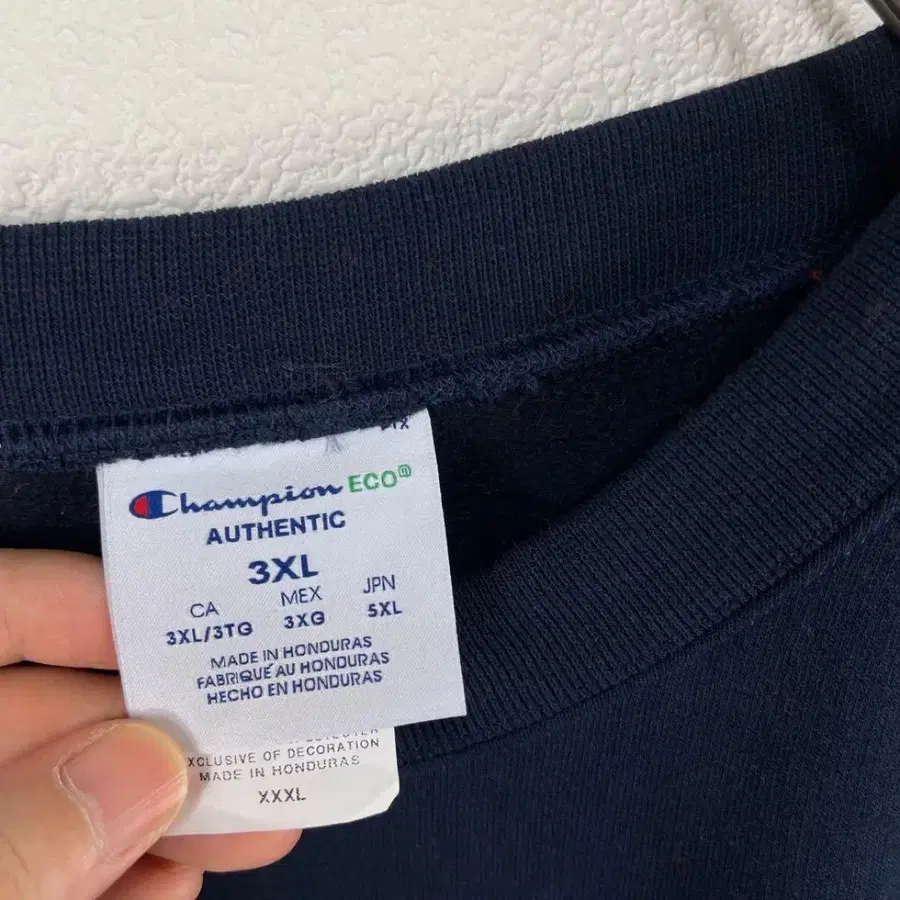 Champion ECO®
AUTHENTIC
3XL
CA MEX JPN
3XL/3TG 3XG 5XL
MADE IN HONDURAS
FABRIQUÉ AU HONDURAS
HECHO EN HONDURAS
XCLUSIVE OF DECORATION
MADE IN HONDURAS
XXXL